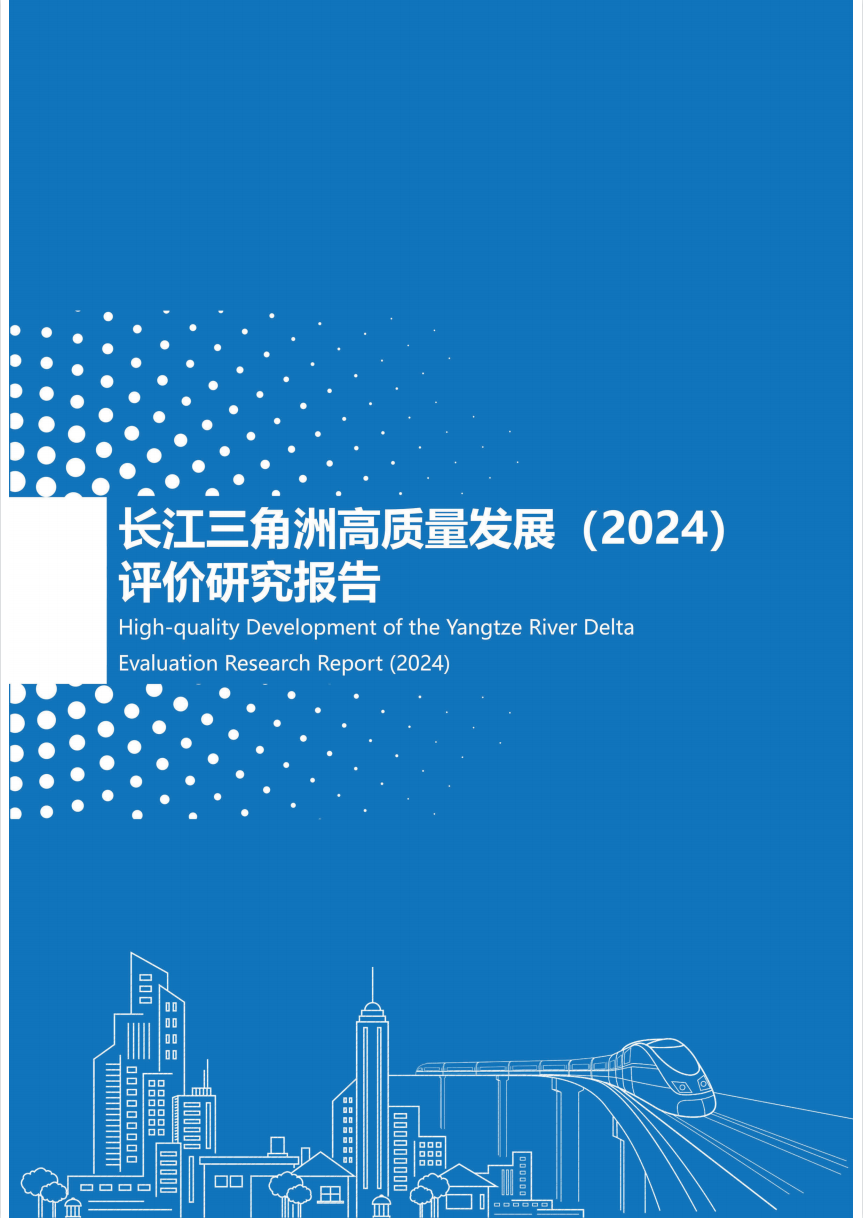 长江三角洲高质量发展（2024）
评价研究报告
High-quality Development of the Yangtze River Delta
Evaluation Research Report (2024)